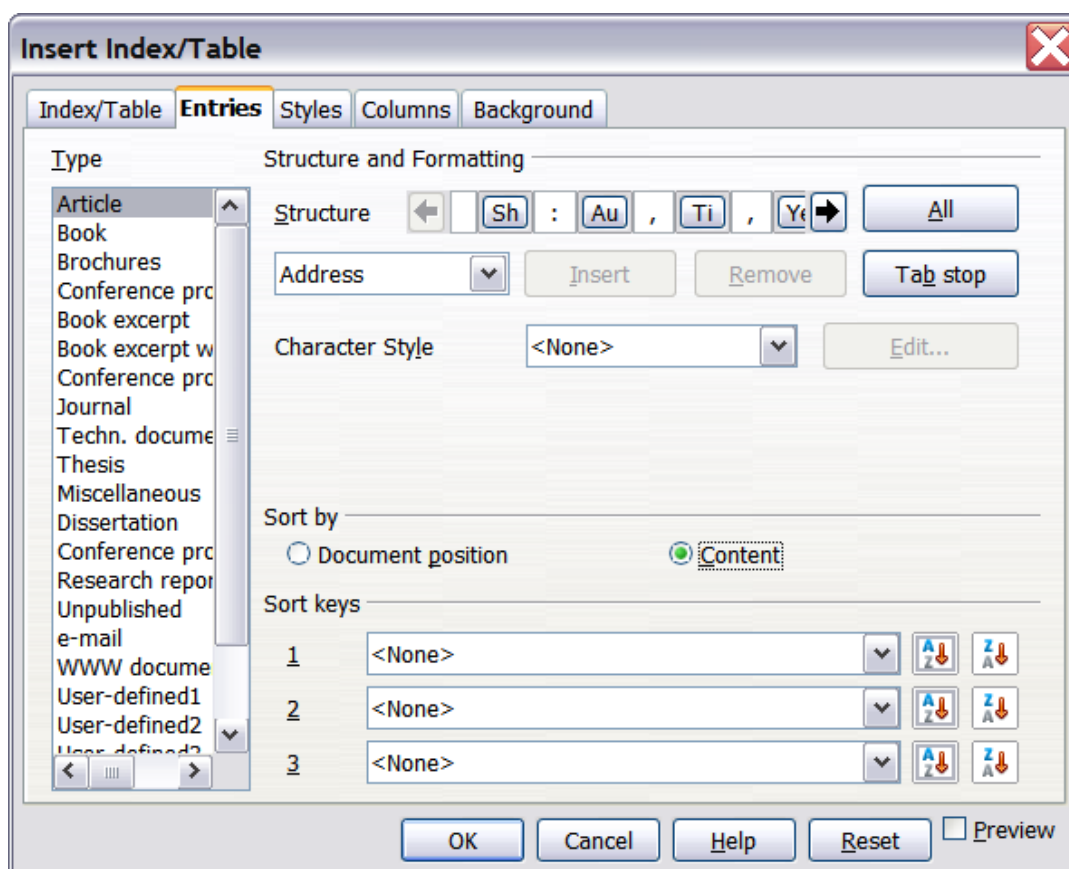 Insert Index/Table
Index/Table Entries Styles Columns Background
Type
Article
Book
Brochures
Conference pro
Book excerpt
Book excerpt w
Conference pro
Journal
Techn. docume
Thesis
Miscellaneous
Dissertation
Conference pro
Research repor
Unpublished
e-mail
WWW docume
User-defined1
User-defined2
User-defined3
Structure and Formatting
Structure Sh : Au , Ti , Ye All
Address Insert Remove Tab stop
Character Style <None> Edit...
Sort by
Document position Content
Sort keys
1 <None>
2 <None>
3 <None>
OK Cancel Help Reset Preview